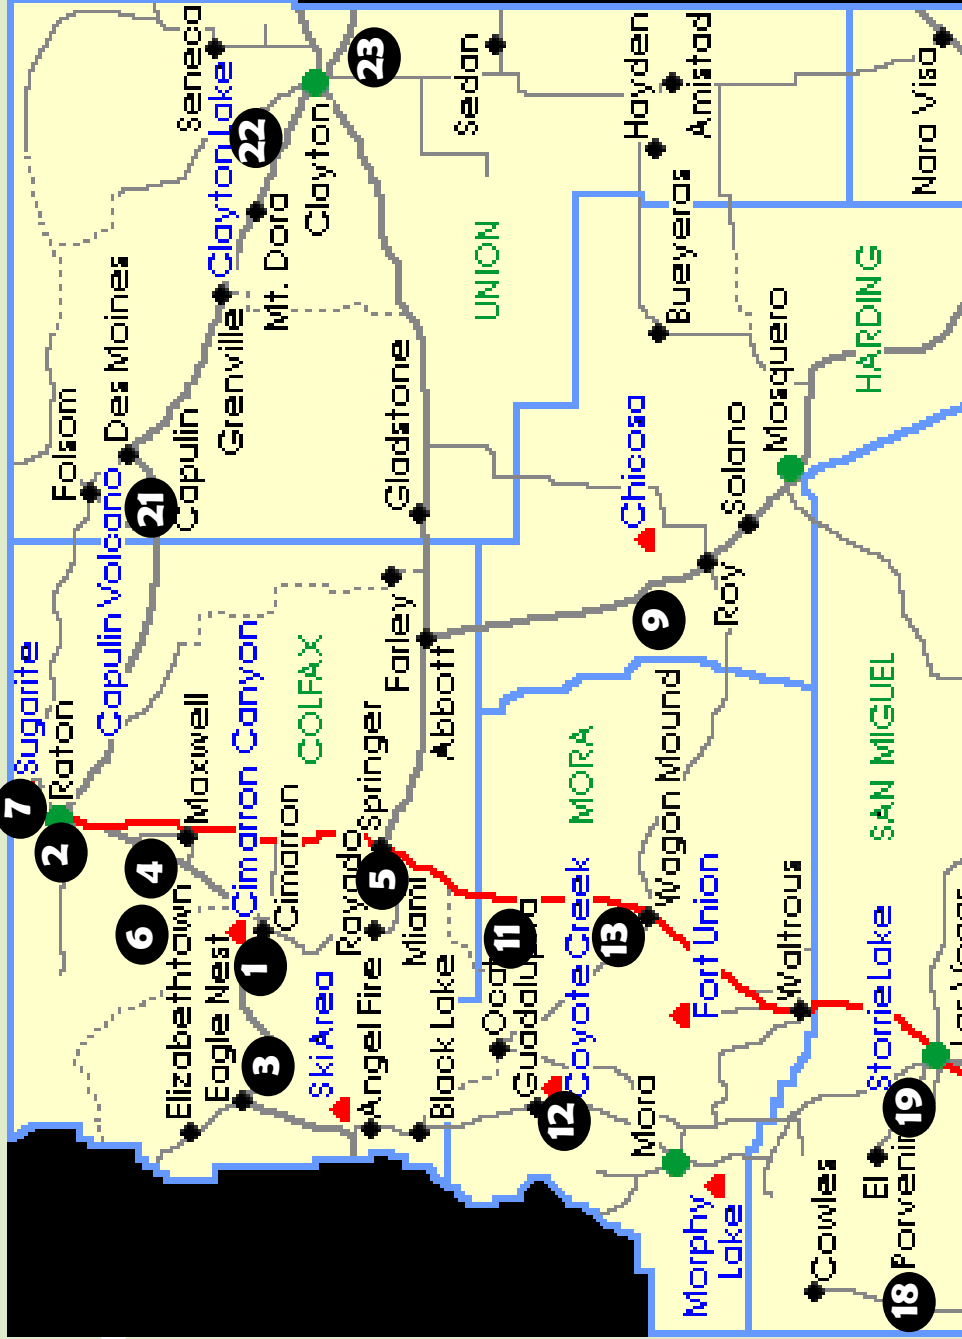 7
Sugarite
2
Raton
Folsom
6
4
Capulin Volcano
Des Moines
Elizabethtown
Maxwell
21
Capulin
Seneca
Eagle Nest
Cimarron Canyon
Grenville
Clayton Lake
3
1
Cimarron
Mt. Dora
22
Ski Area
COLFAX
Clayton
Angel Fire
Rayado
Springer
23
5
Miami
Farley
Gladstone
Black Lake
Abbott
Sedan
UNION
11
Guadalupita
12
Coyote Creek
MORA
13
Mora
Wagon Mound
9
Chicosa
Hayden
Bueyeros
Morphy
Lake
Fort Union
Roy
Solano
Amistad
Waltrous
Mosquero
Cowles
Storrie Lake
SAN MIGUEL
HARDING
El
Porvenir
18
19
Nara Visa